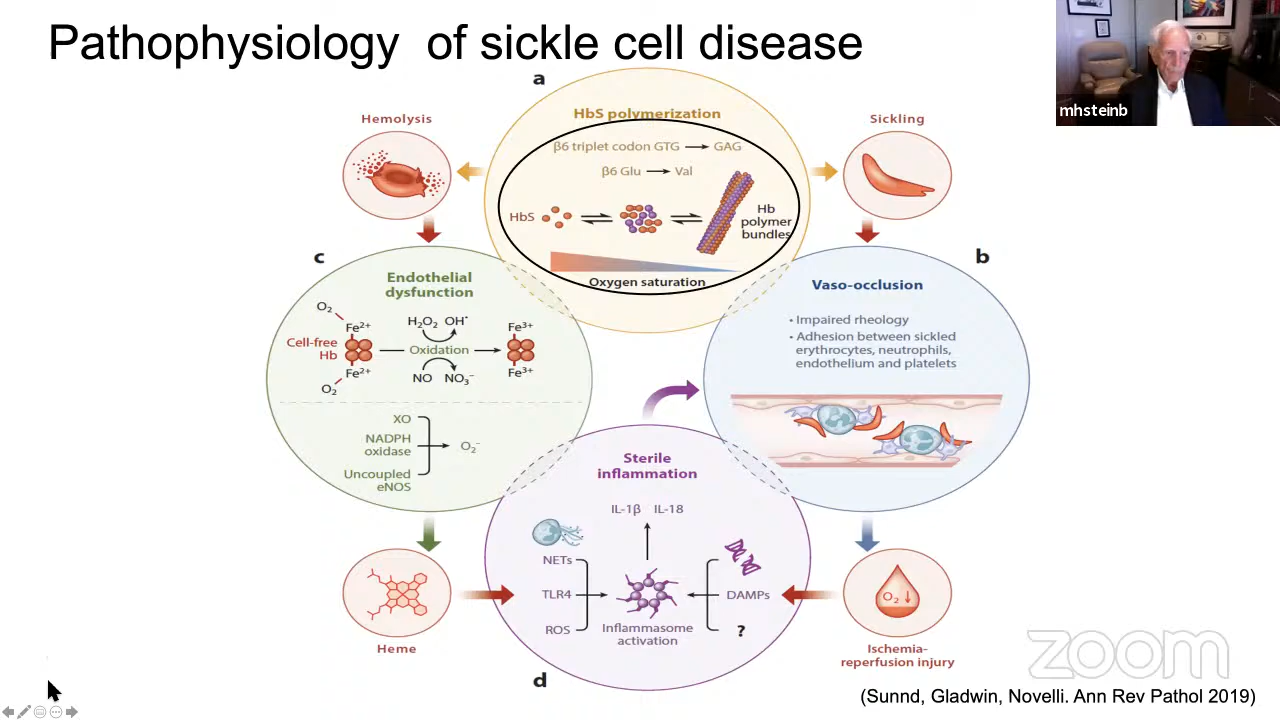 Pathophysiology of sickle cell disease
mhsteinb
a
HbS polymerization
β6 triplet codon GTG → GAG
β6 Glu → Val
HbS
Hb
polymer
bundles
Oxygen saturation
Hemolysis
Sickling
c
Endothelial
dysfunction
O₂
Fe²⁺
Cell-free
Hb
Fe²⁺
O₂
H₂O₂ OH•
Oxidation
NO NO₃⁻
Fe³⁺
Fe³⁺
XO
NADPH
oxidase
Uncoupled
eNOS
O₂⁻
b
Vaso-occlusion
• Impaired rheology
• Adhesion between sickled
erythrocytes, neutrophils,
endothelium and platelets
Sterile
inflammation
IL-1β IL-18
NETs
TLR4
ROS
Inflammasome
activation
DAMPs
?
d
Heme
O₂ ↓
Ischemia-
reperfusion injury
zoom
(Sunnd, Gladwin, Novelli. Ann Rev Pathol 2019)